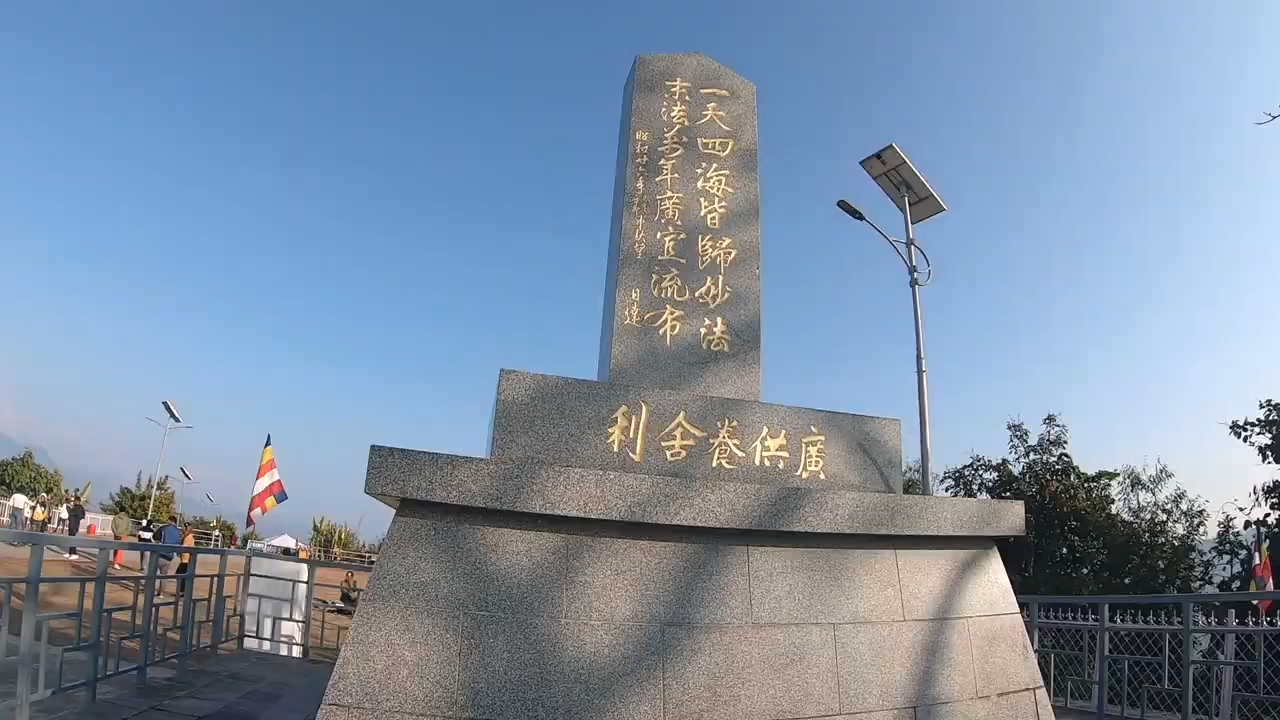 一天四海皆歸妙法
末法萬年廣宣流布
日達
廣供養舍利